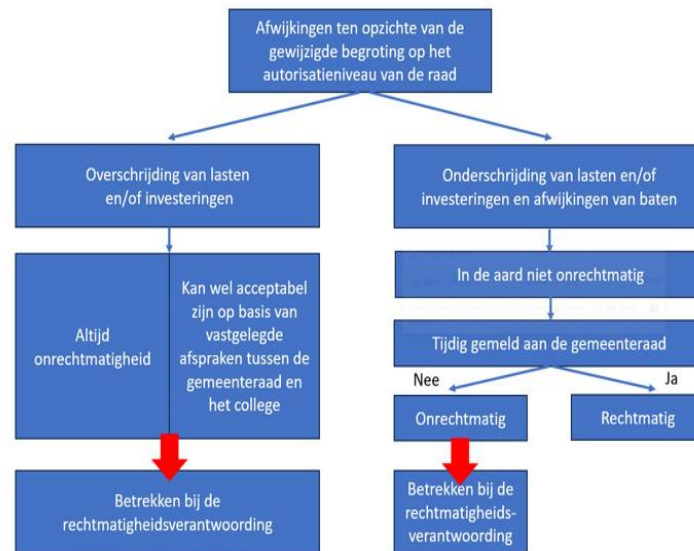 Afwijkingen ten opzichte van de
gewijzigde begroting op het
autorisatieniveau van de raad
Overschrijding van lasten
en/of investeringen
Onderschrijding van lasten en/of
investeringen en afwijkingen van baten
Altijd
onrechtmatigheid
Kan wel acceptabel
zijn op basis van
vastgelegde
afspraken tussen de
gemeenteraad en
het college
In de aard niet onrechtmatig
Tijdig gemeld aan de gemeenteraad
Nee
Ja
Onrechtmatig
Rechtmatig
Betrekken bij de
rechtmatigheidsverantwoording
Betrekken bij de
rechtmatigheids-
verantwoording